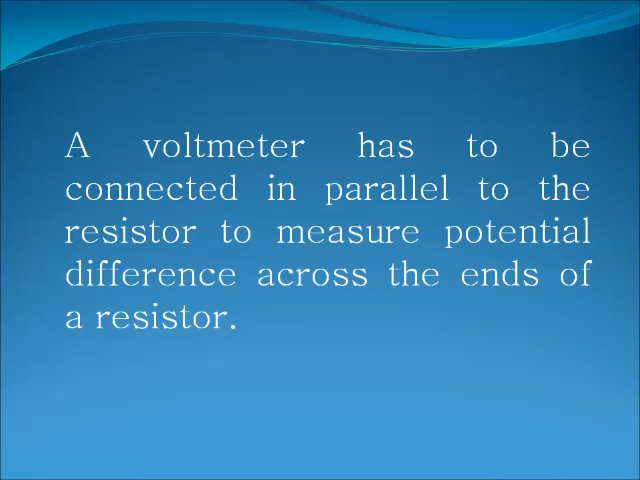 A voltmeter has to be
connected in parallel to the
resistor to measure potential
difference across the ends of
a resistor.